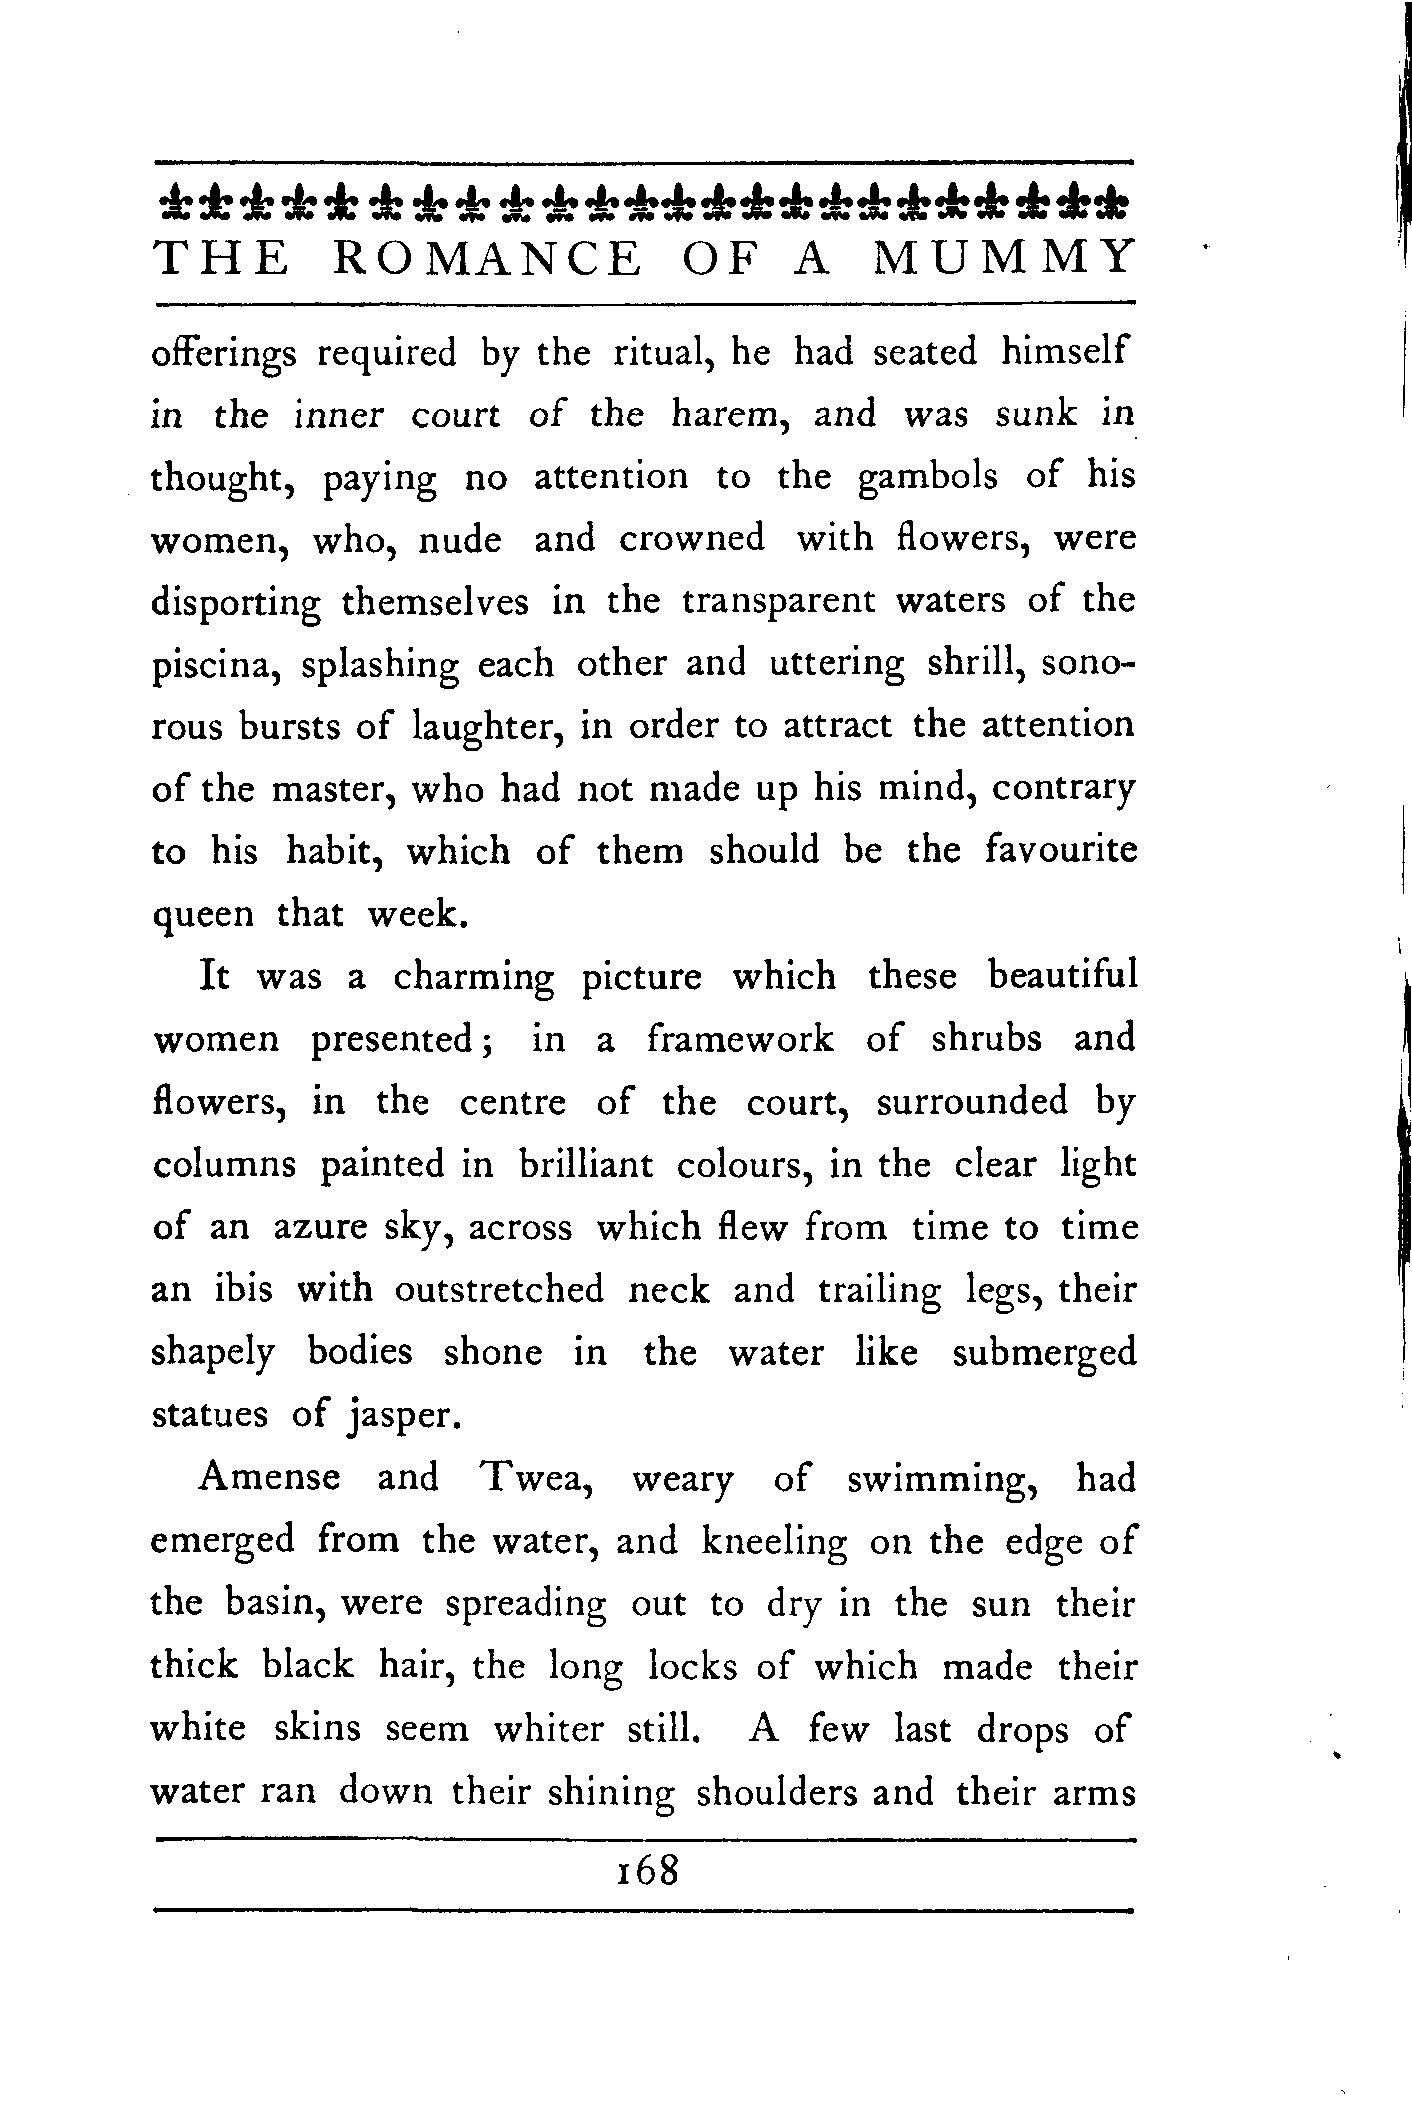 THE ROMANCE OF A MUMMY
offerings required by the ritual, he had seated himself
in the inner court of the harem, and was sunk in
thought, paying no attention to the gambols of his
women, who, nude and crowned with flowers, were
disporting themselves in the transparent waters of the
piscina, splashing each other and uttering shrill, sono-
rous bursts of laughter, in order to attract the attention
of the master, who had not made up his mind, contrary
to his habit, which of them should be the favourite
queen that week.
It was a charming picture which these beautiful
women presented; in a framework of shrubs and
flowers, in the centre of the court, surrounded by
columns painted in brilliant colours, in the clear light
of an azure sky, across which flew from time to time
an ibis with outstretched neck and trailing legs, their
shapely bodies shone in the water like submerged
statues of jasper.
Amense and Twea, weary of swimming, had
emerged from the water, and kneeling on the edge of
the basin, were spreading out to dry in the sun their
thick black hair, the long locks of which made their
white skins seem whiter still. A few last drops of
water ran down their shining shoulders and their arms
168